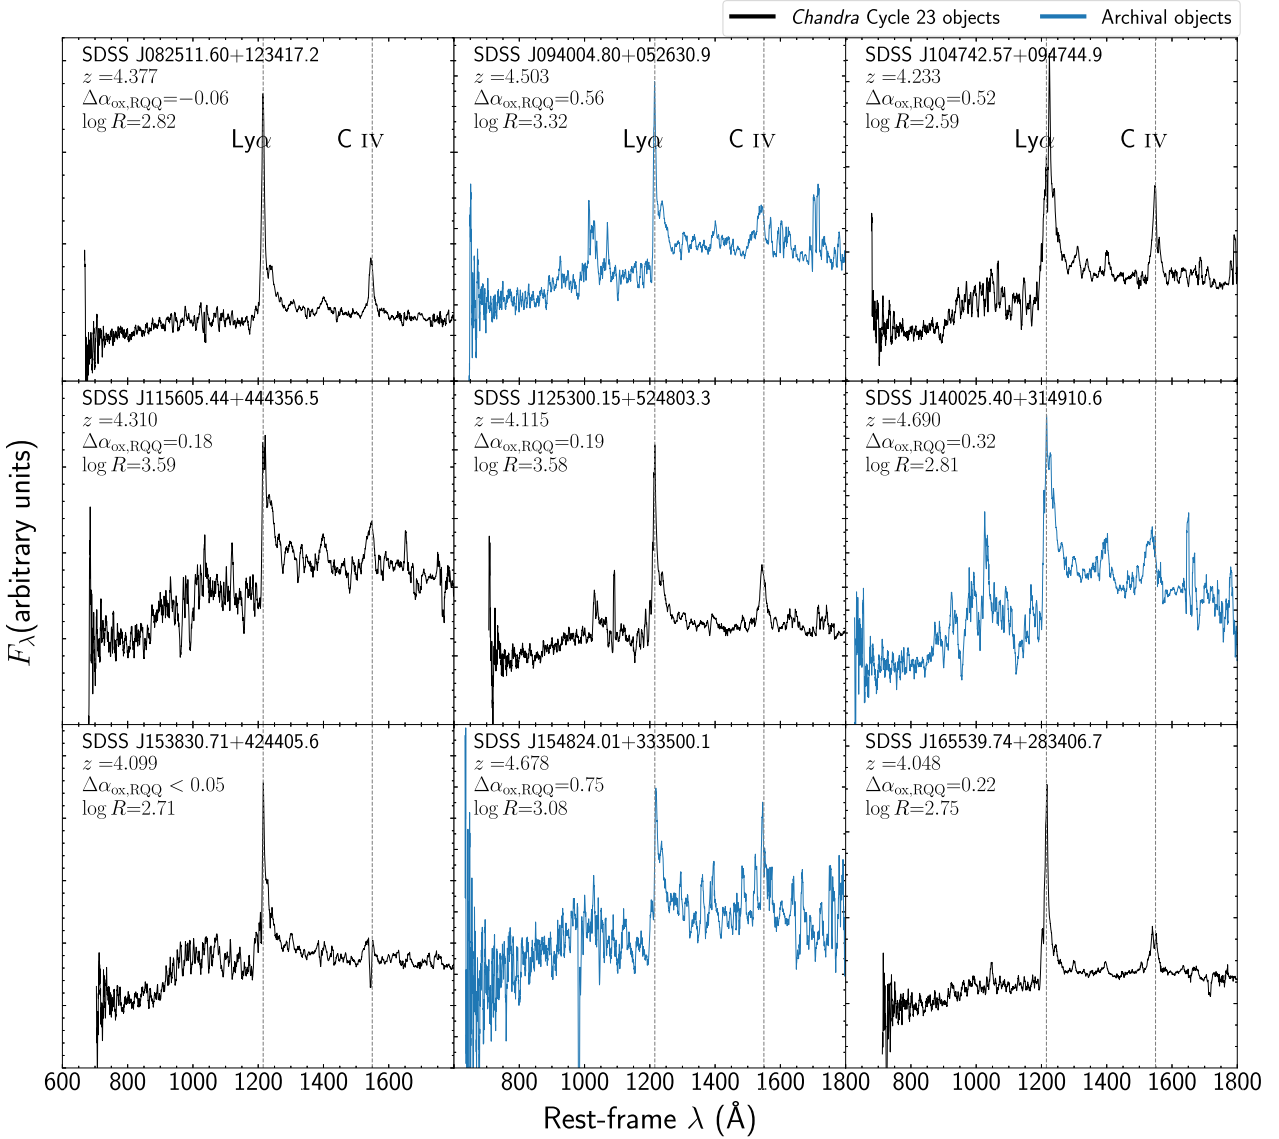 Chandra Cycle 23 objects
Archival objects
SDSS J082511.60+123417.2
z =4.377
Δα_ox,RQQ=−0.06
log R=2.82
Lyα
C IV
SDSS J094004.80+052630.9
z =4.503
Δα_ox,RQQ=0.56
log R=3.32
Lyα
C IV
SDSS J104742.57+094744.9
z =4.233
Δα_ox,RQQ=0.52
log R=2.59
Lyα
C IV
SDSS J115605.44+444356.5
z =4.310
Δα_ox,RQQ=0.18
log R=3.59
SDSS J125300.15+524803.3
z =4.115
Δα_ox,RQQ=0.19
log R=3.58
SDSS J140025.40+314910.6
z =4.690
Δα_ox,RQQ=0.32
log R=2.81
SDSS J153830.71+424405.6
z =4.099
Δα_ox,RQQ < 0.05
log R=2.71
SDSS J154824.01+333500.1
z =4.678
Δα_ox,RQQ=0.75
log R=3.08
SDSS J165539.74+283406.7
z =4.048
Δα_ox,RQQ=0.22
log R=2.75
F_λ(arbitrary units)
600 800 1000 1200 1400 1600 800 1000 1200 1400 1600 1800 800 1000 1200 1400 1600 1800
Rest-frame λ (Å)